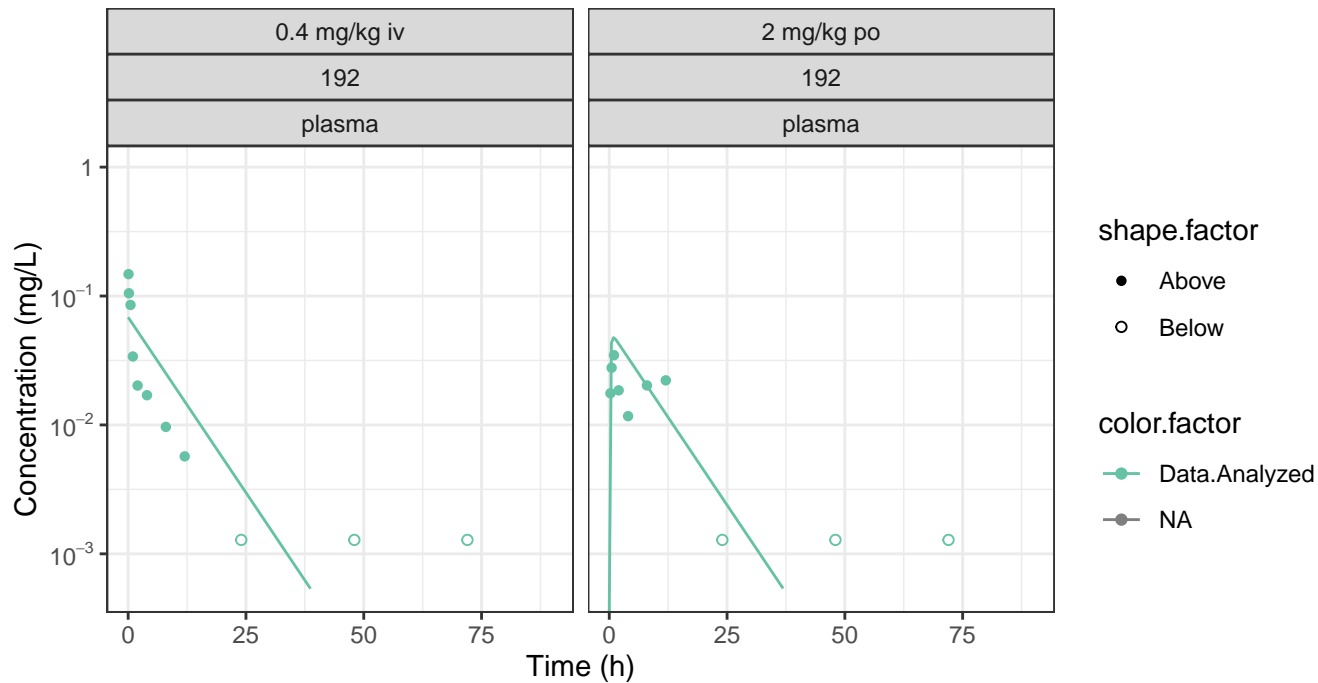 0.4 mg/kg iv
2 mg/kg po
192
192
plasma
plasma
1
10⁻¹
10⁻²
10⁻³
Concentration (mg/L)
0
25
50
75
0
25
50
75
Time (h)
shape.factor
Above
Below
color.factor
Data.Analyzed
NA